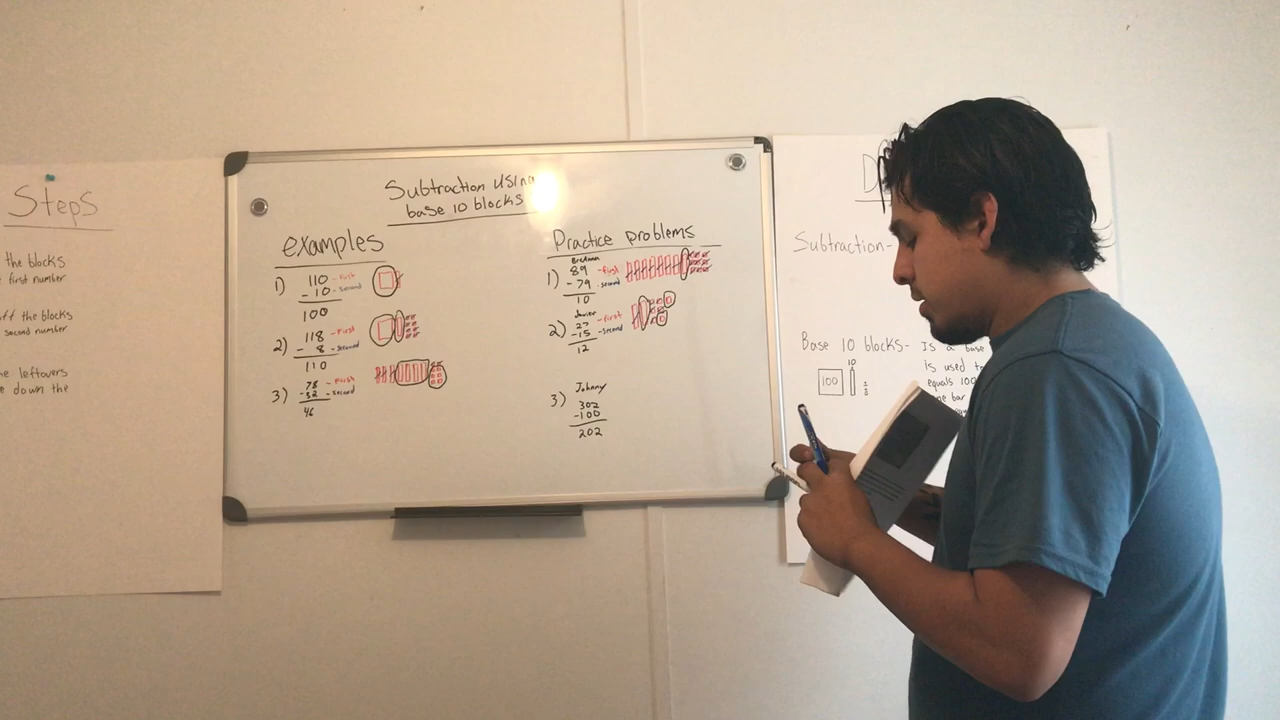 Steps
the blocks
first number
off the blocks
second number
leftovers
down the
Subtraction Using
base 10 blocks
examples
1) 110 - First
- 10 - second
100
2) 118 - First
- 8 - second
110
3) 78 - First
- 32 - second
46
Practice problems
1) 89 - First
- 79 - second
10
Javier
2) 27 - First
- 15 - second
12
Johnny
3) 302
- 100
202
Subtraction-
Base 10 blocks- Is a base
is used
equals 100
bar
100
10